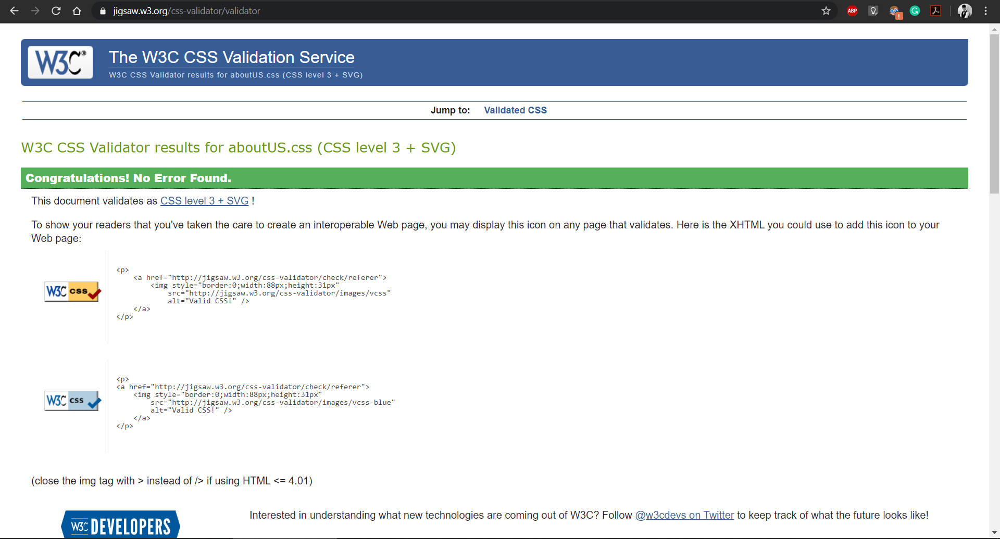 jigsaw.w3.org/css-validator/validator
ABP
W3C®
The W3C CSS Validation Service
W3C CSS Validator results for aboutUS.css (CSS level 3 + SVG)
Jump to: Validated CSS
W3C CSS Validator results for aboutUS.css (CSS level 3 + SVG)
Congratulations! No Error Found.
This document validates as CSS level 3 + SVG !
To show your readers that you've taken the care to create an interoperable Web page, you may display this icon on any page that validates. Here is the XHTML you could use to add this icon to your
Web page:
W3C css
<p>
    <a href="http://jigsaw.w3.org/css-validator/check/referer">
        <img style="border:0;width:88px;height:31px"
            src="http://jigsaw.w3.org/css-validator/images/vcss"
            alt="Valid CSS!" />
    </a>
</p>
W3C css
<p>
<a href="http://jigsaw.w3.org/css-validator/check/referer">
    <img style="border:0;width:88px;height:31px"
        src="http://jigsaw.w3.org/css-validator/images/vcss-blue"
        alt="Valid CSS!" />
    </a>
</p>
(close the img tag with > instead of /> if using HTML <= 4.01)
W3C DEVELOPERS
Interested in understanding what new technologies are coming out of W3C? Follow @w3cdevs on Twitter to keep track of what the future looks like!